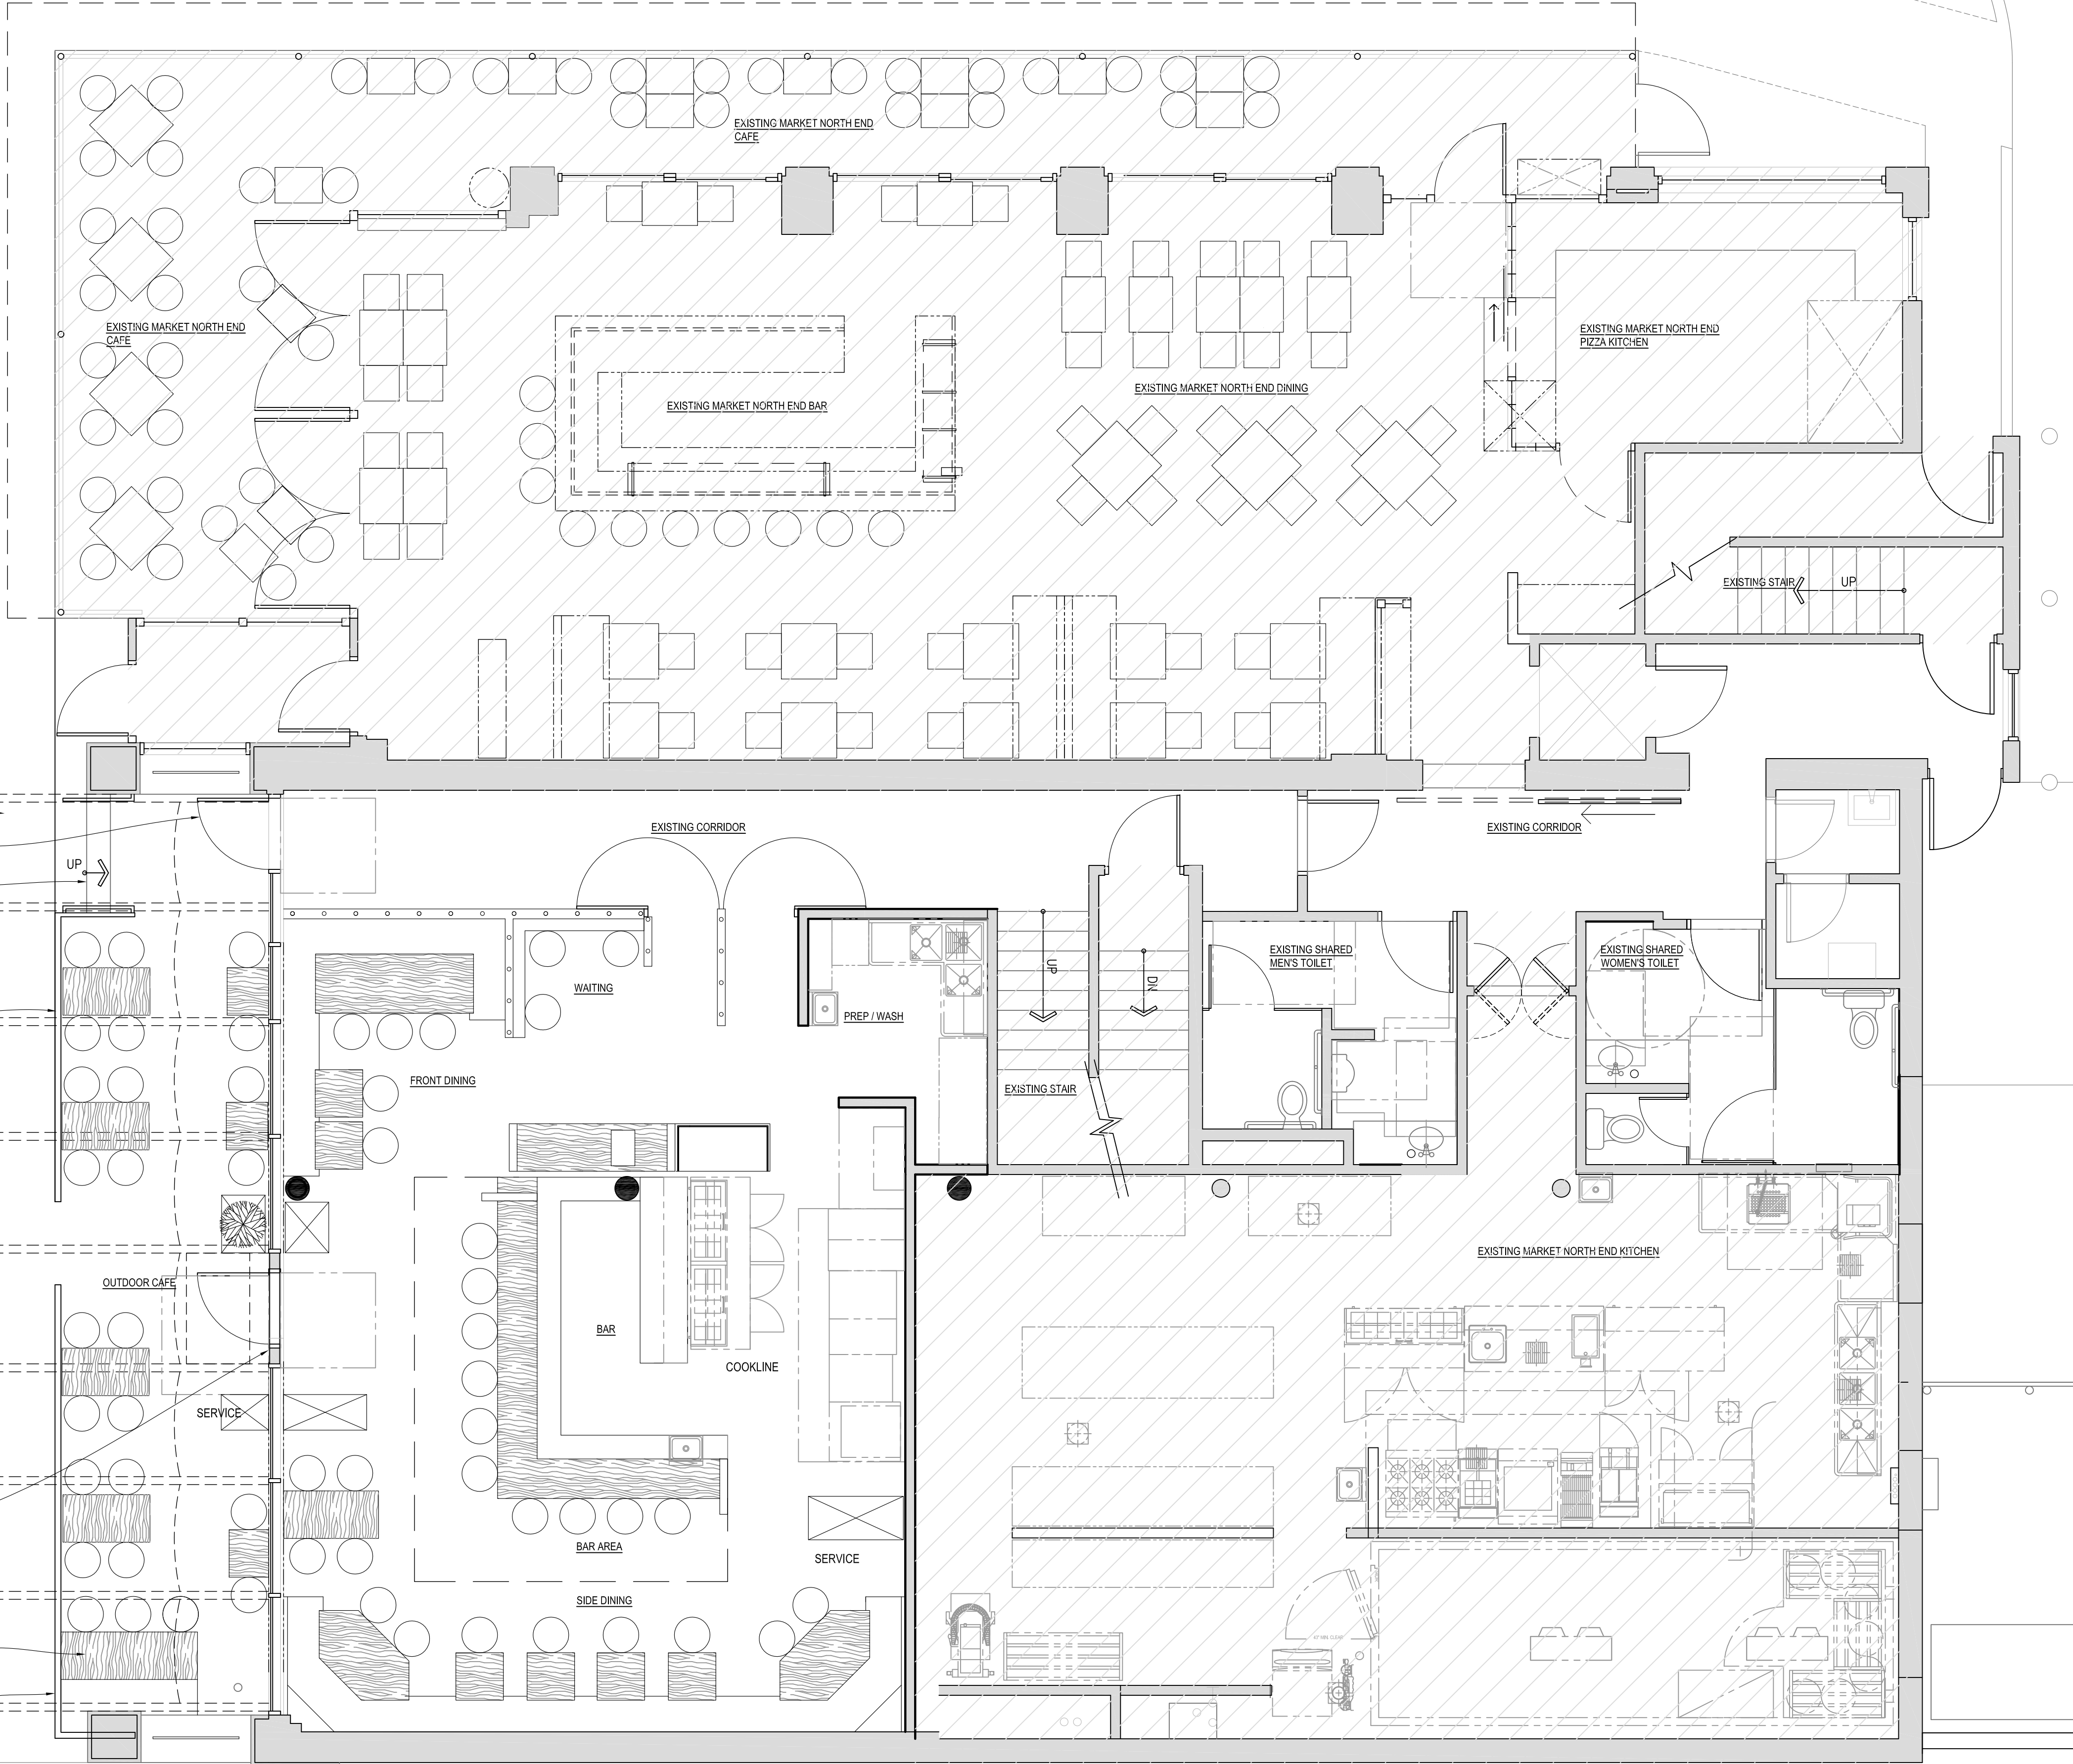 EXISTING MARKET NORTH END
CAFE
EXISTING MARKET NORTH END
CAFE
EXISTING MARKET NORTH END
PIZZA KITCHEN
EXISTING MARKET NORTH END DINING
EXISTING MARKET NORTH END BAR
EXISTING STAIR
UP
EXISTING CORRIDOR
EXISTING CORRIDOR
UP
EXISTING SHARED
MEN'S TOILET
EXISTING SHARED
WOMEN'S TOILET
WAITING
UP
DN
PREP / WASH
FRONT DINING
EXISTING STAIR
EXISTING MARKET NORTH END KITCHEN
OUTDOOR CAFE
BAR
COOKLINE
SERVICE
BAR AREA
SERVICE
SIDE DINING